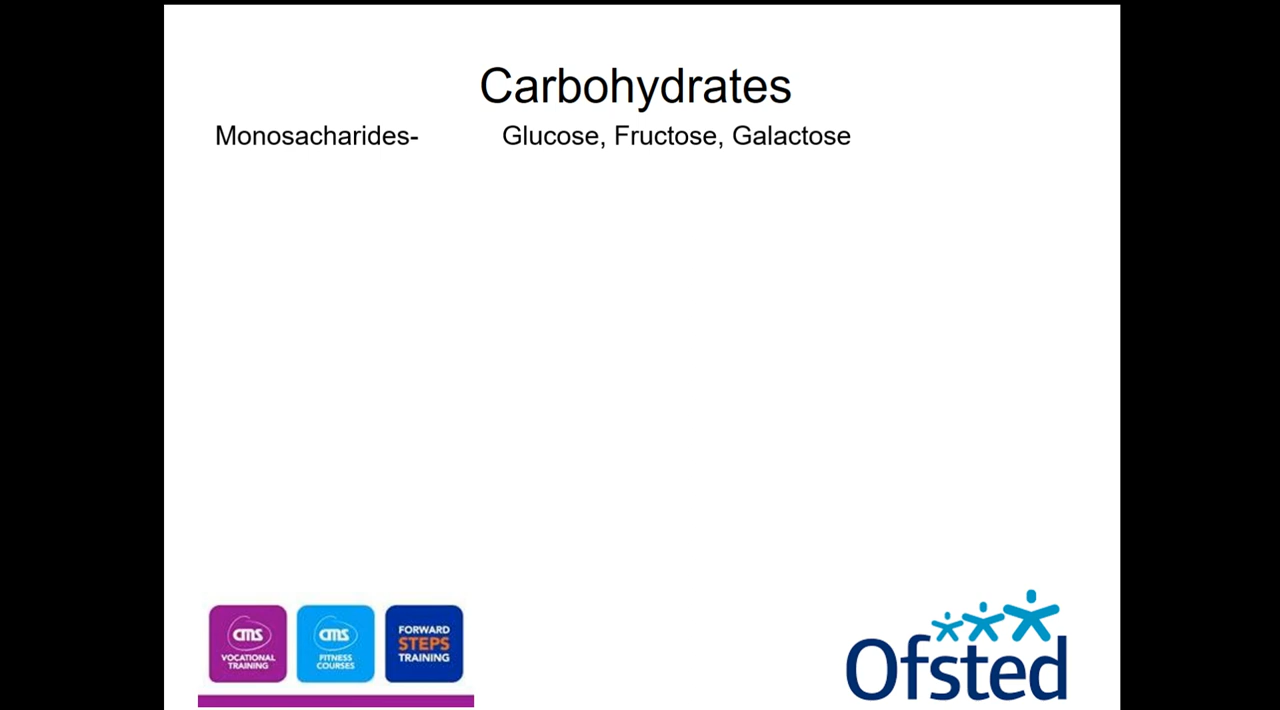 Carbohydrates
Monosacharides- Glucose, Fructose, Galactose
cms
VOCATIONAL
TRAINING
cms
FITNESS
COURSES
FORWARD
STEPS
TRAINING
Ofsted